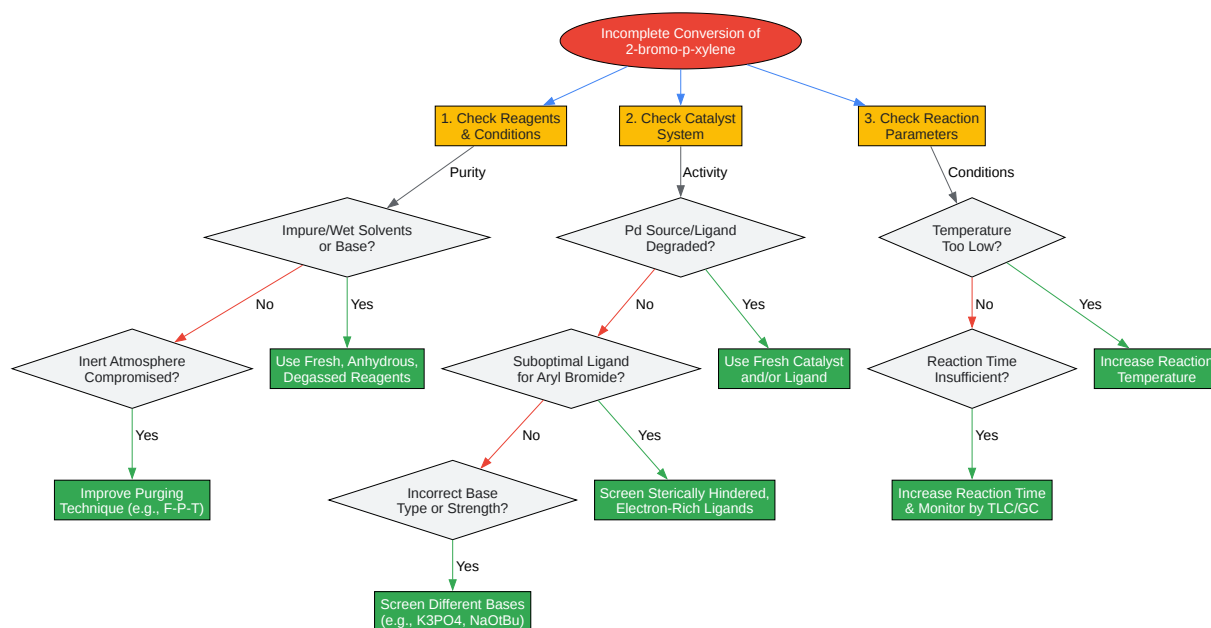 Incomplete Conversion of
2-bromo-p-xylene
1. Check Reagents
& Conditions
2. Check Catalyst
System
3. Check Reaction
Parameters
Purity
Activity
Conditions
Impure/Wet Solvents
or Base?
Pd Source/Ligand
Degraded?
Temperature
Too Low?
No
Yes
No
Yes
No
Yes
Inert Atmosphere
Compromised?
Use Fresh, Anhydrous,
Degassed Reagents
Suboptimal Ligand
for Aryl Bromide?
Use Fresh Catalyst
and/or Ligand
Reaction Time
Insufficient?
Increase Reaction
Temperature
Yes
No
Yes
Yes
Improve Purging
Technique (e.g., F-P-T)
Incorrect Base
Type or Strength?
Screen Sterically Hindered,
Electron-Rich Ligands
Increase Reaction Time
& Monitor by TLC/GC
Yes
Screen Different Bases
(e.g., K3PO4, NaOtBu)